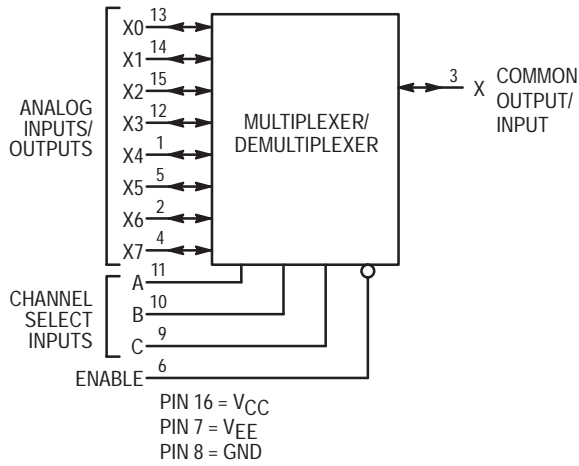 X0 13
X1 14
X2 15
X3 12
X4 1
X5 5
X6 2
X7 4
ANALOG
INPUTS/
OUTPUTS
MULTIPLEXER/
DEMULTIPLEXER
3 X
COMMON
OUTPUT/
INPUT
A 11
B 10
C 9
CHANNEL
SELECT
INPUTS
ENABLE 6
PIN 16 = VCC
PIN 7 = VEE
PIN 8 = GND